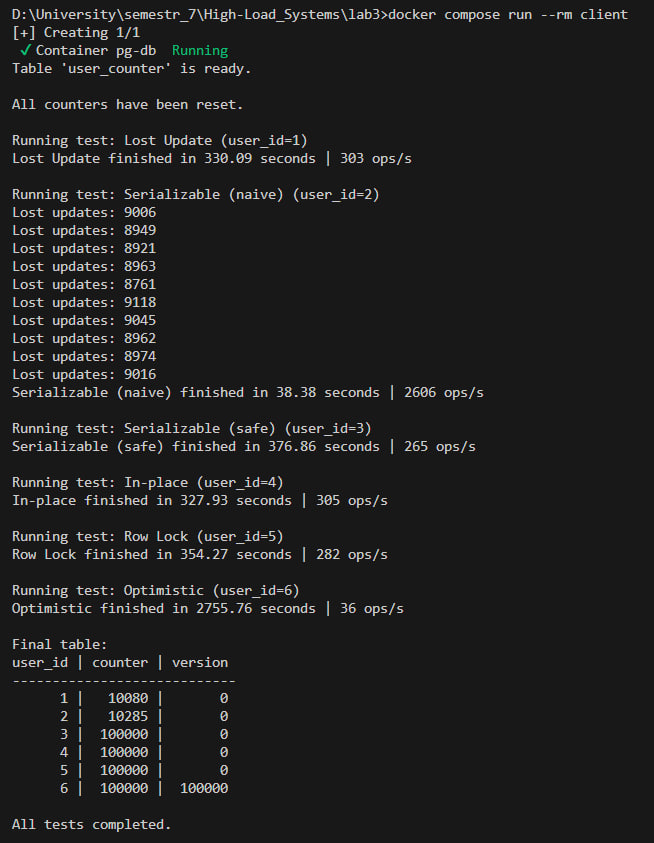 D:\University\semestr_7\High-Load_Systems\lab3>docker compose run --rm client
[+] Creating 1/1
✓ Container pg-db  Running
Table 'user_counter' is ready.
All counters have been reset.
Running test: Lost Update (user_id=1)
Lost Update finished in 330.09 seconds | 303 ops/s
Running test: Serializable (naive) (user_id=2)
Lost updates: 9006
Lost updates: 8949
Lost updates: 8921
Lost updates: 8963
Lost updates: 8761
Lost updates: 9118
Lost updates: 9045
Lost updates: 8962
Lost updates: 8974
Lost updates: 9016
Serializable (naive) finished in 38.38 seconds | 2606 ops/s
Running test: Serializable (safe) (user_id=3)
Serializable (safe) finished in 376.86 seconds | 265 ops/s
Running test: In-place (user_id=4)
In-place finished in 327.93 seconds | 305 ops/s
Running test: Row Lock (user_id=5)
Row Lock finished in 354.27 seconds | 282 ops/s
Running test: Optimistic (user_id=6)
Optimistic finished in 2755.76 seconds | 36 ops/s
Final table:
user_id | counter | version
----------------------------
1 |   10080 |       0
2 |   10285 |       0
3 |  100000 |       0
4 |  100000 |       0
5 |  100000 |       0
6 |  100000 |  100000
All tests completed.